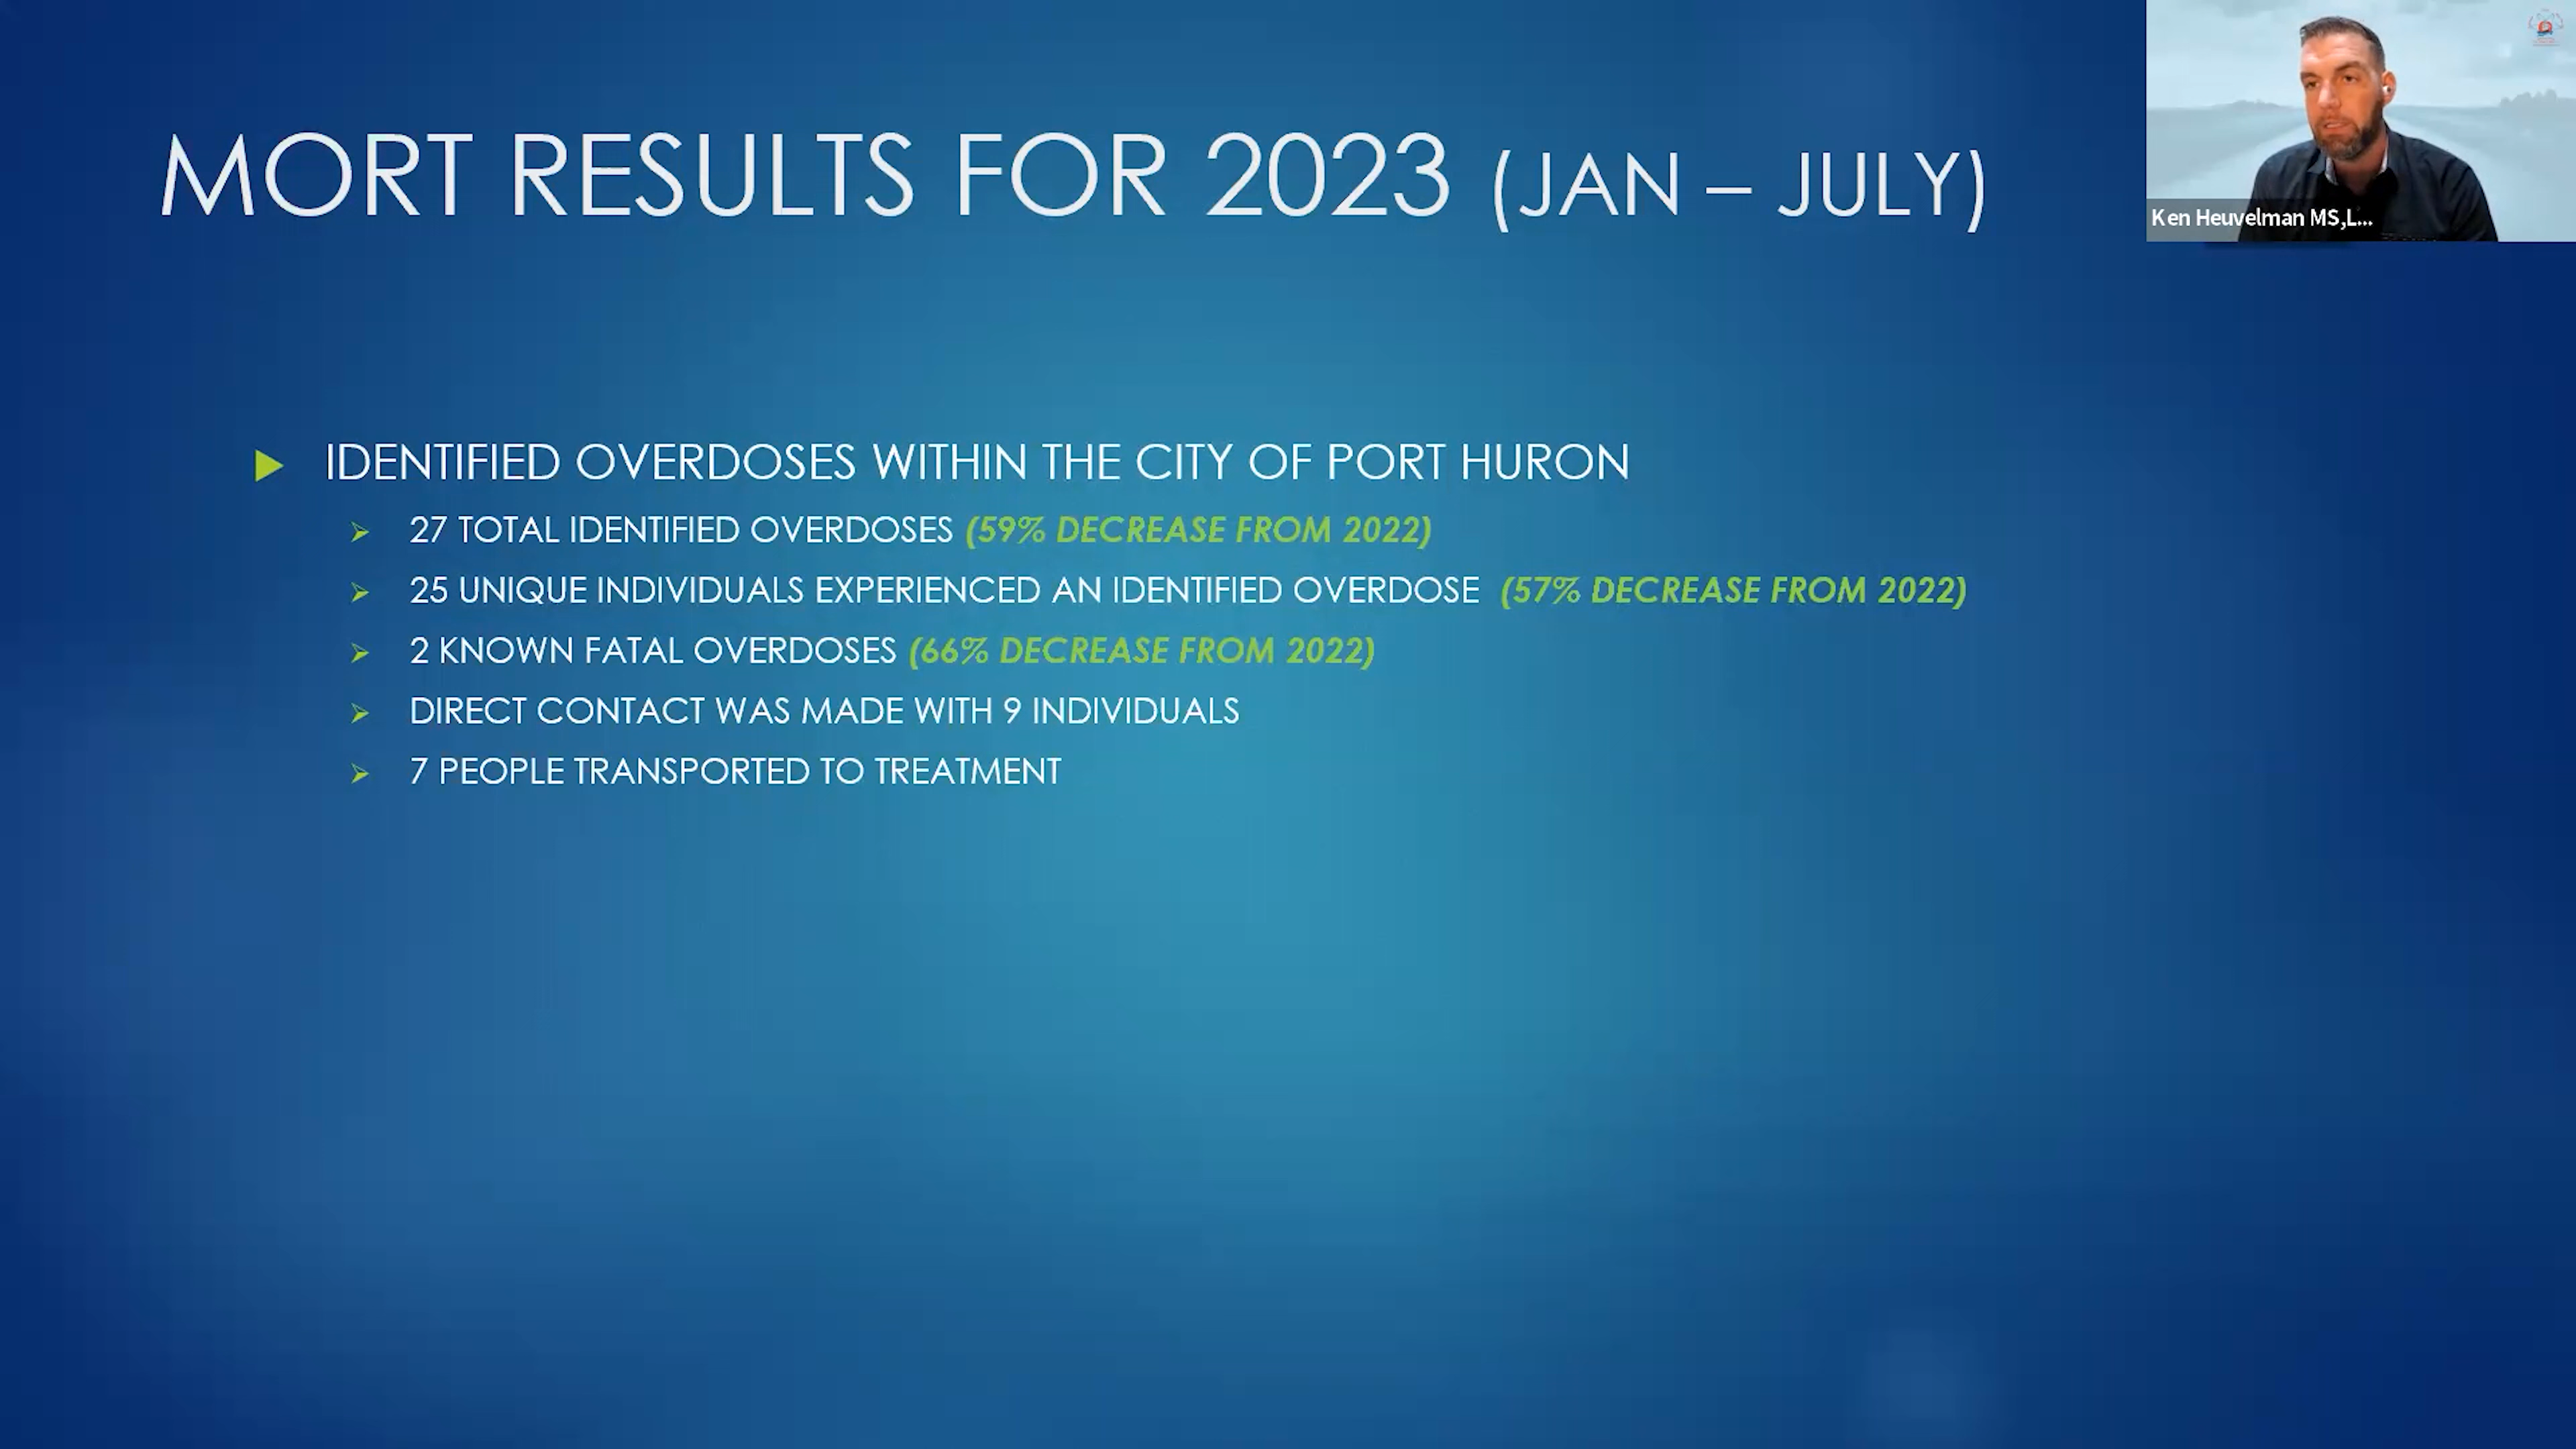 MORT RESULTS FOR 2023 (JAN – JULY)
Ken Heuvelman MS,L...
IDENTIFIED OVERDOSES WITHIN THE CITY OF PORT HURON
27 TOTAL IDENTIFIED OVERDOSES (59% DECREASE FROM 2022)
25 UNIQUE INDIVIDUALS EXPERIENCED AN IDENTIFIED OVERDOSE (57% DECREASE FROM 2022)
2 KNOWN FATAL OVERDOSES (66% DECREASE FROM 2022)
DIRECT CONTACT WAS MADE WITH 9 INDIVIDUALS
7 PEOPLE TRANSPORTED TO TREATMENT